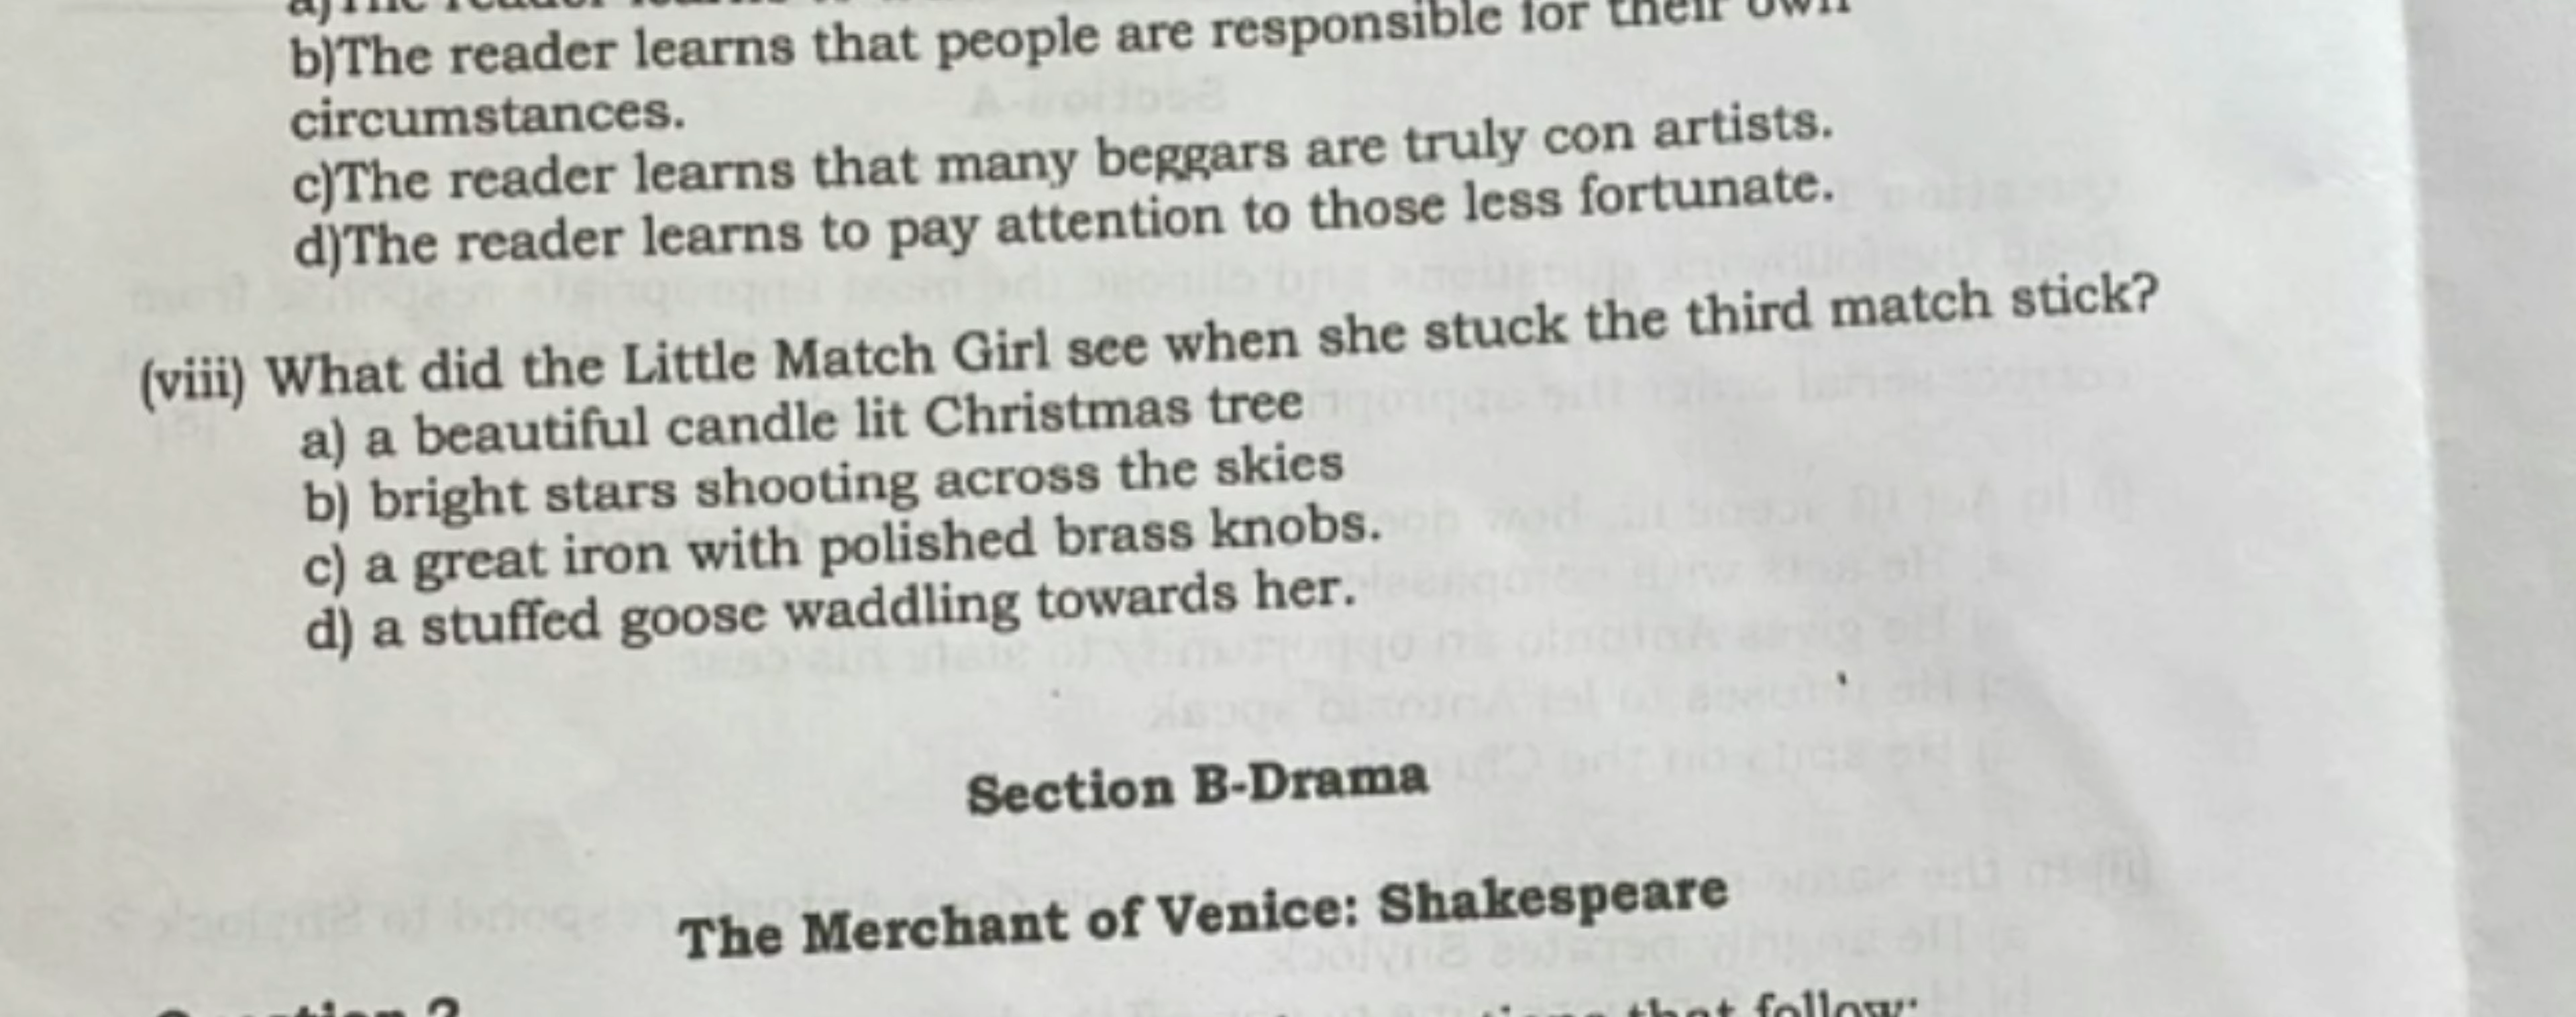 b)The reader learns that people are responsible for their own
circumstances.
c)The reader learns that many beggars are truly con artists.
d)The reader learns to pay attention to those less fortunate.
(viii) What did the Little Match Girl see when she stuck the third match stick?
a) a beautiful candle lit Christmas tree
b) bright stars shooting across the skies
c) a great iron with polished brass knobs.
d) a stuffed goose waddling towards her.
Section B-Drama
The Merchant of Venice: Shakespeare
that follow: